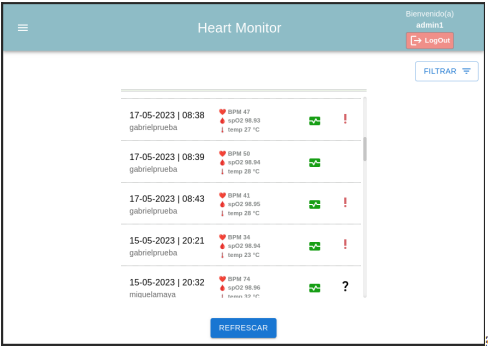 Heart Monitor
Bienvenido(a)
admin1
LogOut
FILTRAR
17-05-2023 | 08:38
gabrielprueba
BPM 47
spO2 98.93
temp 27 °C
17-05-2023 | 08:39
gabrielprueba
BPM 50
spO2 98.94
temp 28 °C
17-05-2023 | 08:43
gabrielprueba
BPM 41
spO2 98.95
temp 28 °C
15-05-2023 | 20:21
gabrielprueba
BPM 34
spO2 98.94
temp 23 °C
15-05-2023 | 20:32
miguelamaya
BPM 74
spO2 98.96
temp 32 °C
REFRESCAR